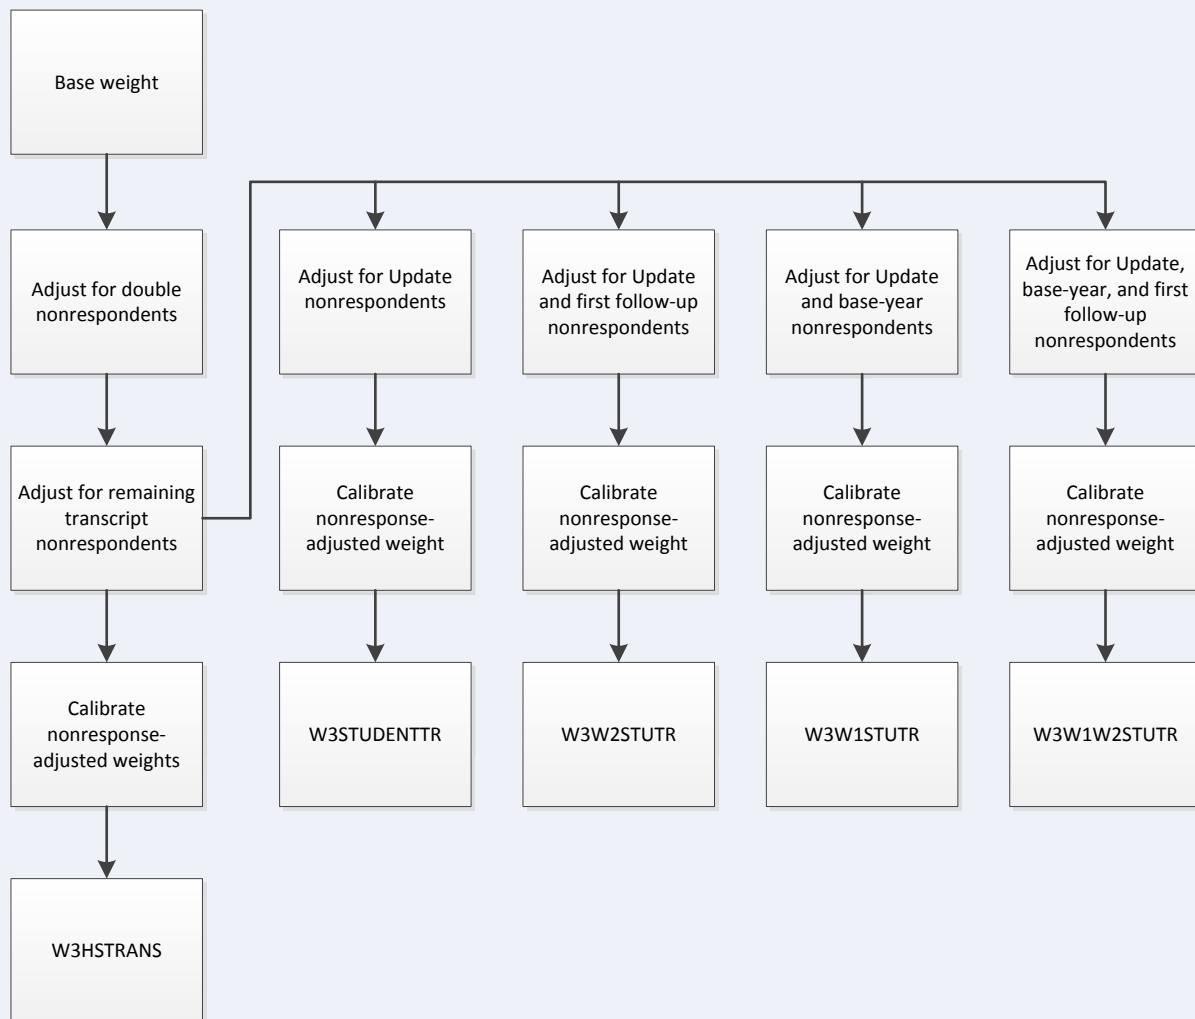 Base weight
Adjust for double
nonrespondents
Adjust for Update
nonrespondents
Adjust for Update
and first follow-up
nonrespondents
Adjust for Update
and base-year
nonrespondents
Adjust for Update,
base-year, and first
follow-up
nonrespondents
Adjust for remaining
transcript
nonrespondents
Calibrate
nonresponse-
adjusted weight
Calibrate
nonresponse-
adjusted weight
Calibrate
nonresponse-
adjusted weight
Calibrate
nonresponse-
adjusted weight
Calibrate
nonresponse-
adjusted weights
W3STUDENTTR
W3W2STUTR
W3W1STUTR
W3W1W2STUTR
W3HSTRANS